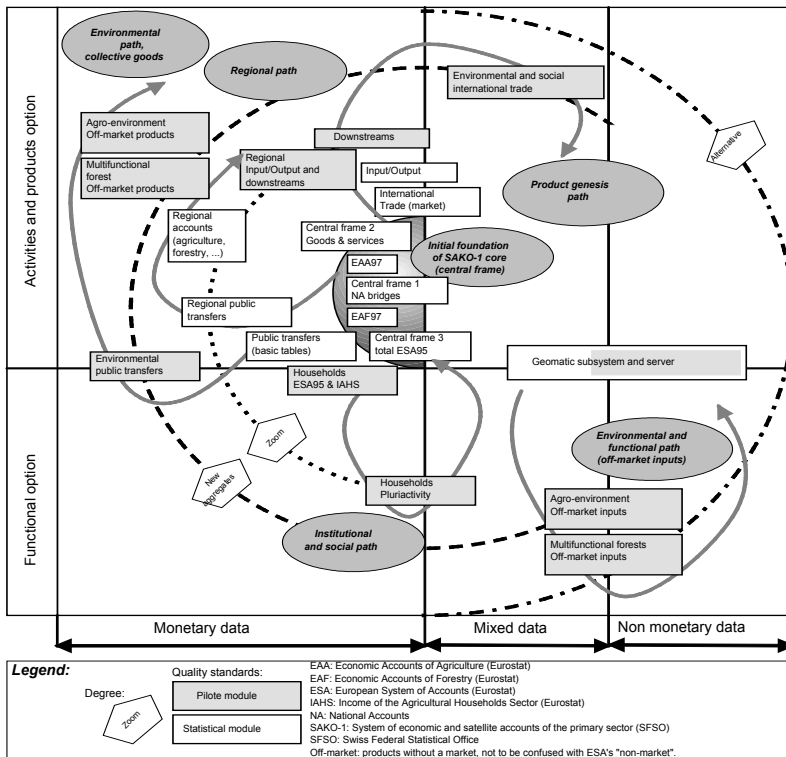 Environmental
path,
collective goods
Regional path
Environmental and social
international trade
Agro-environment
Off-market products
Multifunctional
forest
Off-market products
Downstreams
Regional
Input/Output and
downstreams
Input/Output
International
Trade (market)
Alternative
Product genesis
path
Regional
accounts
(agriculture,
forestry, ...)
Central frame 2
Goods & services
Initial foundation
of SAKO-1 core
(central frame)
EAA97
Central frame 1
NA bridges
EAF97
Regional public
transfers
Public transfers
(basic tables)
Central frame 3
total ESA95
Environmental
public transfers
Households
ESA95 & IAHS
Geomatic subsystem and server
Activities and products option
Functional option
Zoom
New
aggregates
Households
Pluriactivity
Institutional
and social path
Environmental and
functional path
(off-market inputs)
Agro-environment
Off-market inputs
Multifunctional forests
Off-market inputs
Monetary data
Mixed data
Non monetary data
Legend:
Degree:
Zoom
Quality standards:
Pilote module
Statistical module
EAA: Economic Accounts of Agriculture (Eurostat)
EAF: Economic Accounts of Forestry (Eurostat)
ESA: European System of Accounts (Eurostat)
IAHS: Income of the Agricultural Households Sector (Eurostat)
NA: National Accounts
SAKO-1: System of economic and satellite accounts of the primary sector (SFSO)
SFSO: Swiss Federal Statistical Office
Off-market: products without a market, not to be confused with ESA's "non-market".